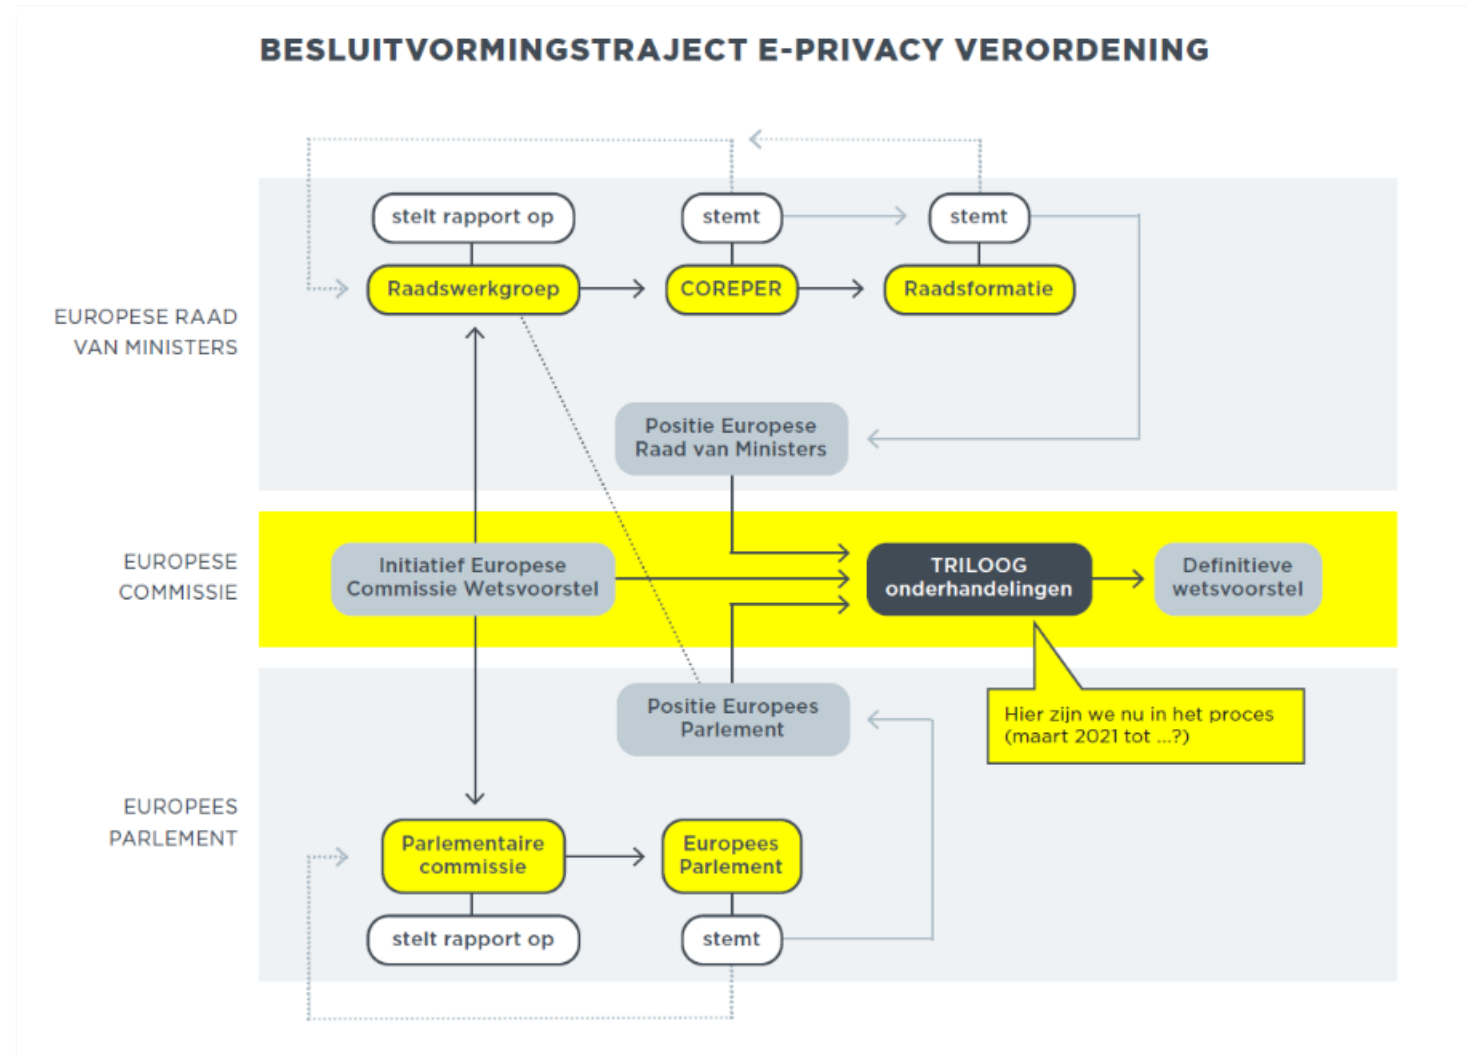 BESLUITVORMINGSTRAJECT E-PRIVACY VERORDENING
stelt rapport op
stemt
stemt
Raadswerkgroep
COREPER
Raadsformatie
EUROPESE RAAD
VAN MINISTERS
Positie Europese
Raad van Ministers
EUROPESE
COMMISSIE
Initiatief Europese
Commissie Wetsvoorstel
TRILOOG
onderhandelingen
Definitieve
wetsvoorstel
Positie Europees
Parlement
Hier zijn we nu in het proces
(maart 2021 tot ...?)
EUROPEES
PARLEMENT
Parlementaire
commissie
Europees
Parlement
stelt rapport op
stemt